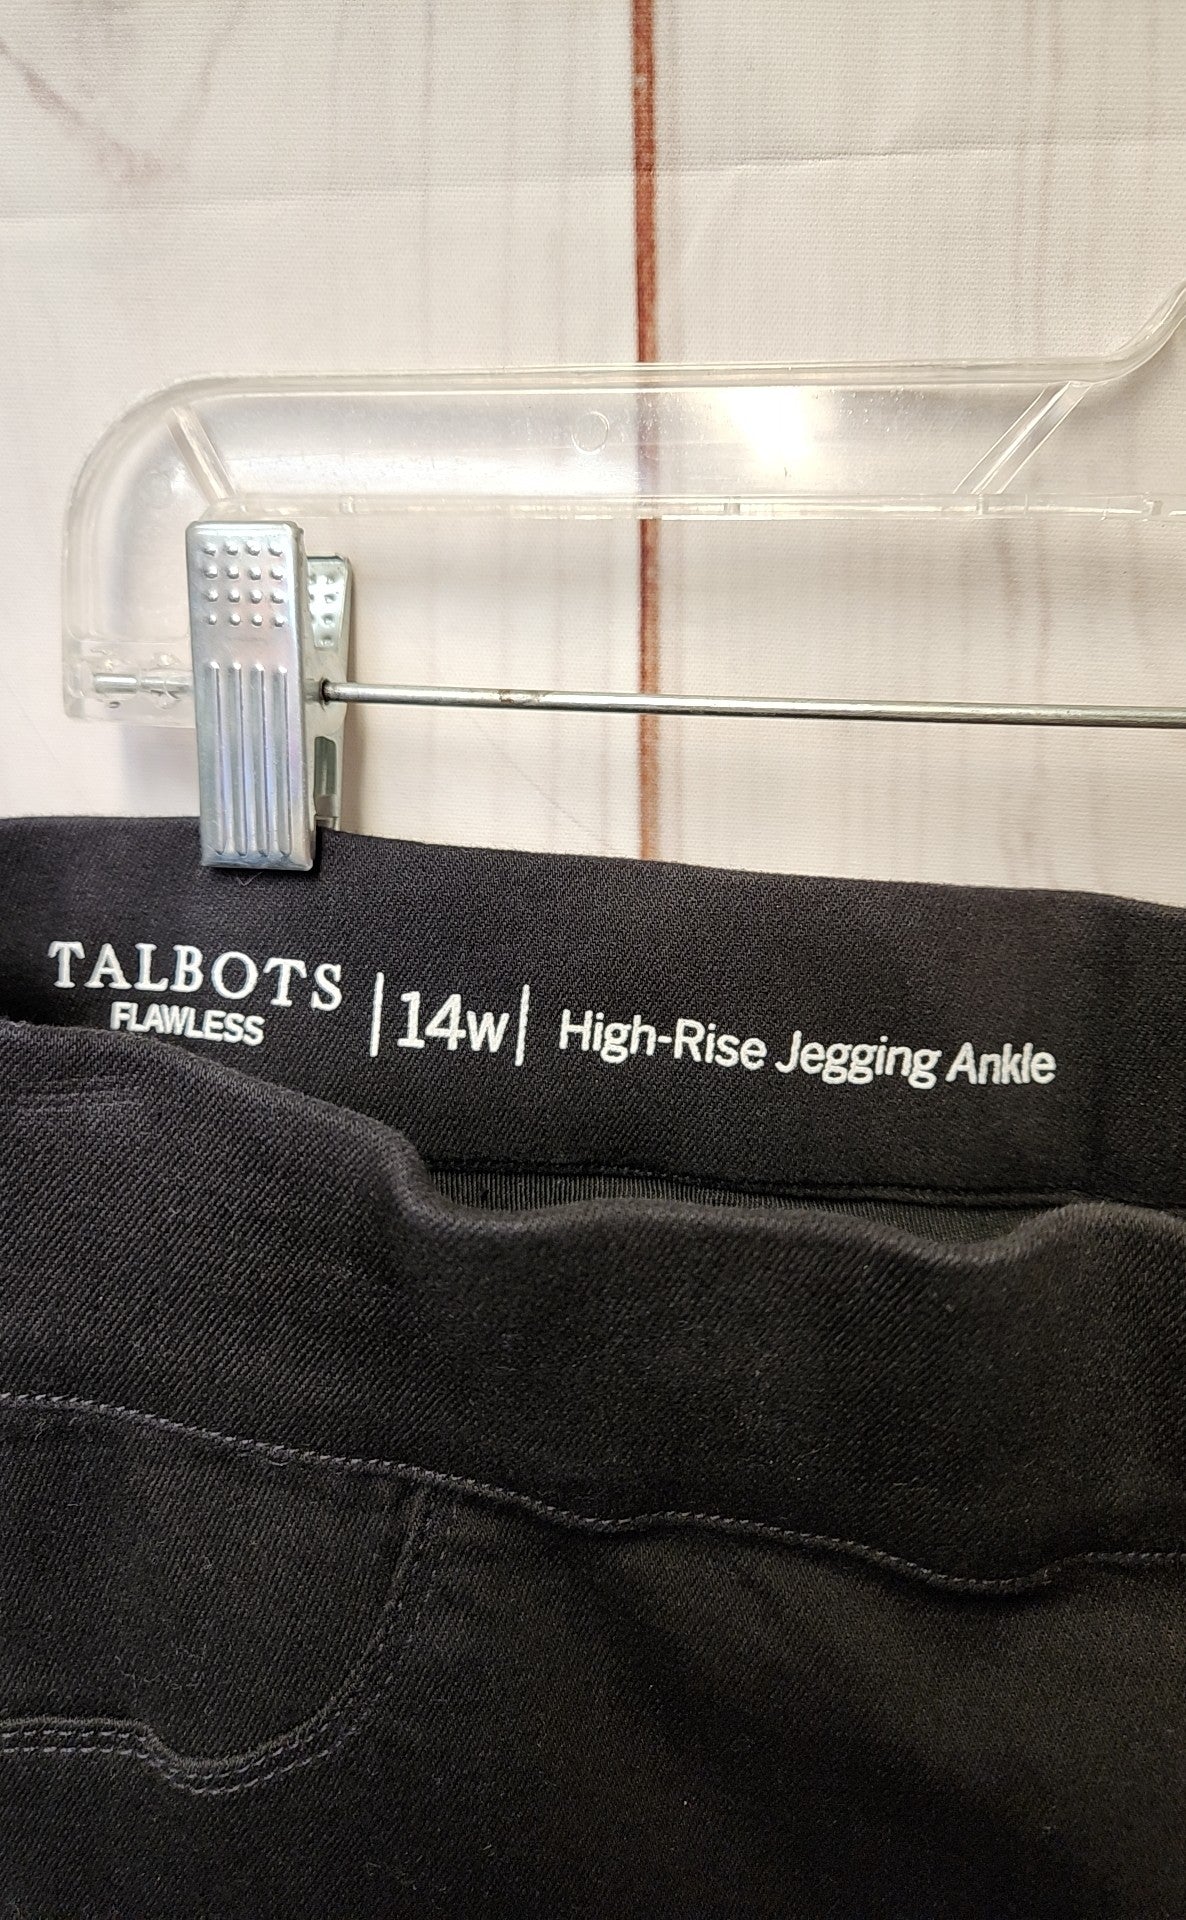 TALBOTS
FLAWLESS
14w
High-Rise Jegging Ankle